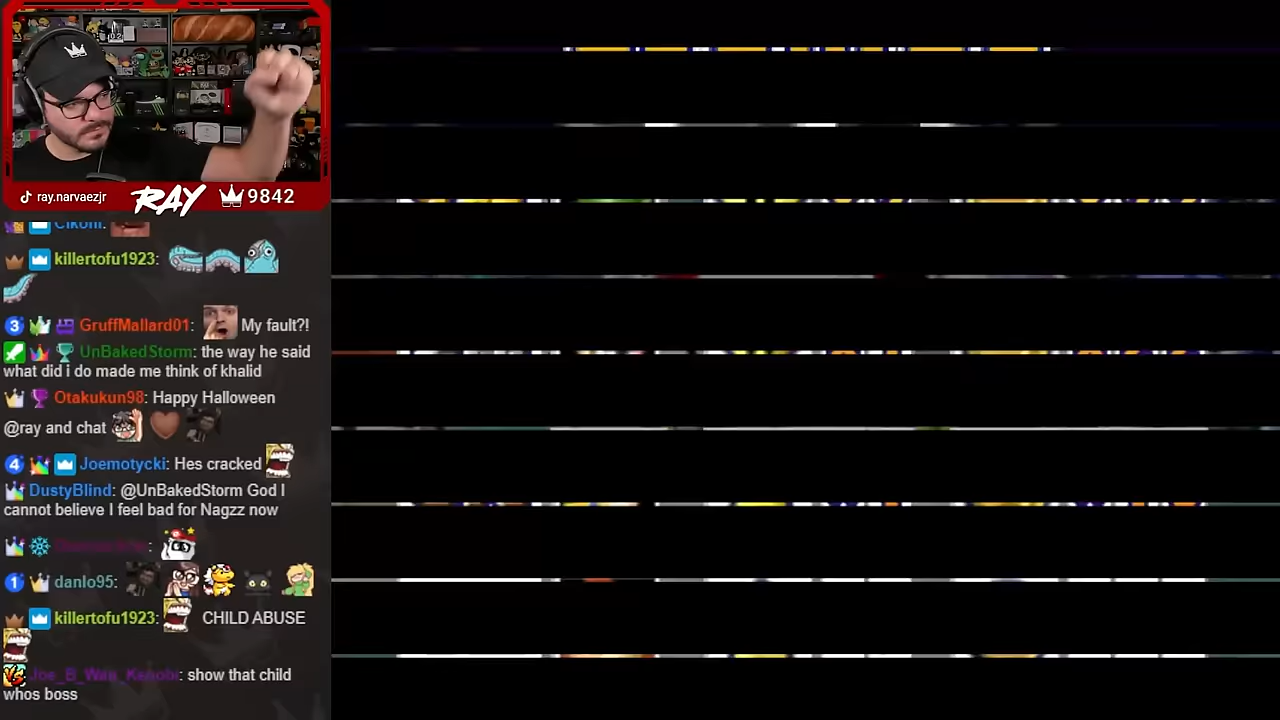 ray.narvaezjr RAY 9842
killertofu1923:
GruffMallard01: My fault?!
UnBakedStorm: the way he said
what did i do made me think of khalid
Otakukun98: Happy Halloween
@ray and chat
Joemotycki: Hes cracked
DustyBlind: @UnBakedStorm God I
cannot believe I feel bad for Nagzz now
danlo95:
killertofu1923: CHILD ABUSE
Joe_B_Wan_Kenobi: show that child
whos boss